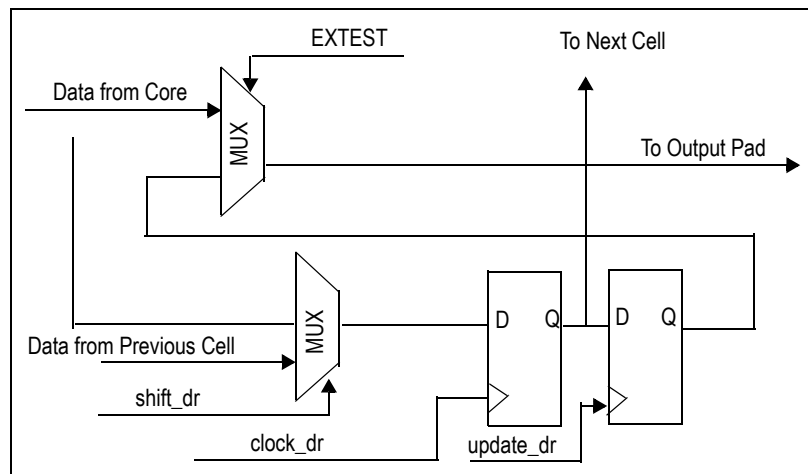 EXTEST
To Next Cell
Data from Core
MUX
To Output Pad
MUX
D Q
D Q
Data from Previous Cell
shift_dr
clock_dr
update_dr